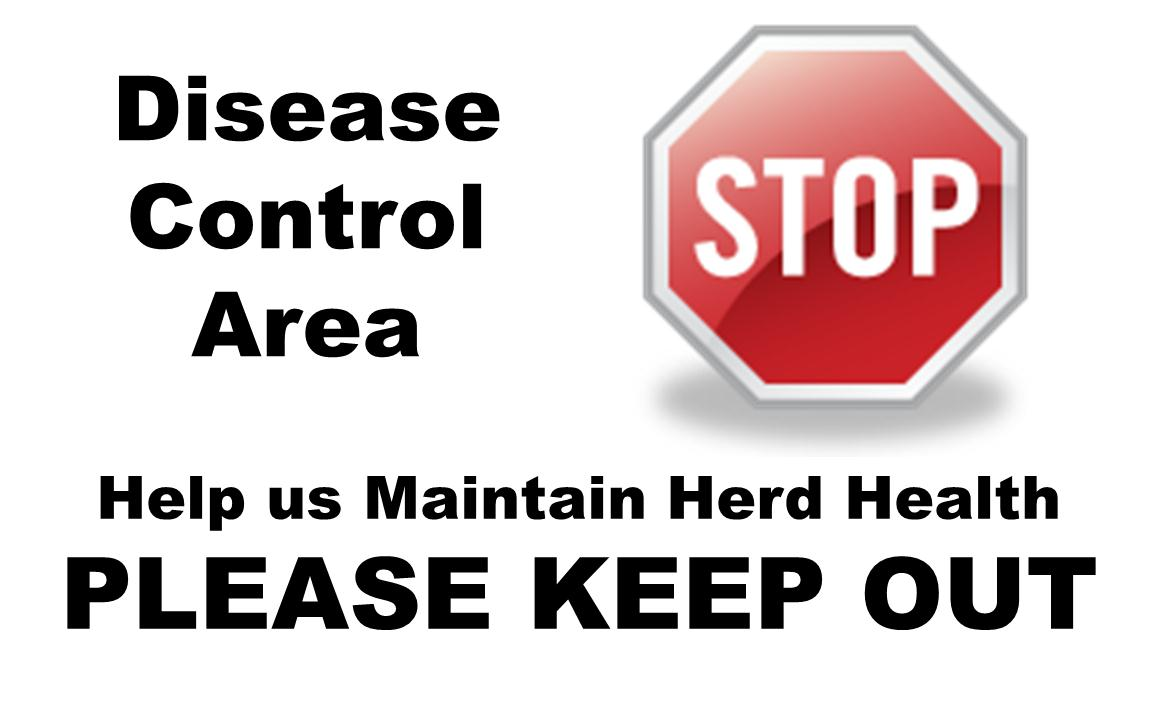 Disease
Control
Area
STOP
Help us Maintain Herd Health
PLEASE KEEP OUT